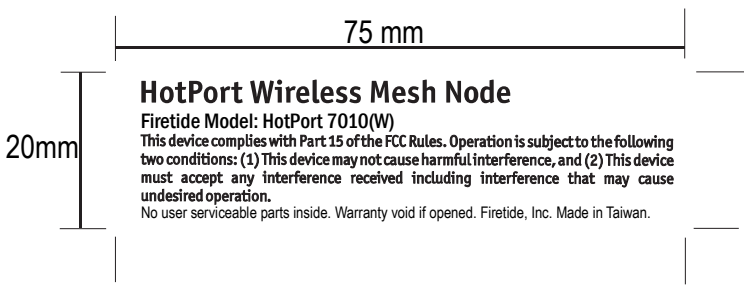 75 mm
20mm
HotPort Wireless Mesh Node
Firetide Model: HotPort 7010(W)
This device complies with Part 15 of the FCC Rules. Operation is subject to the following
two conditions: (1) This device may not cause harmful interference, and (2) This device
must accept any interference received including interference that may cause
undesired operation.
No user serviceable parts inside. Warranty void if opened. Firetide, Inc. Made in Taiwan.